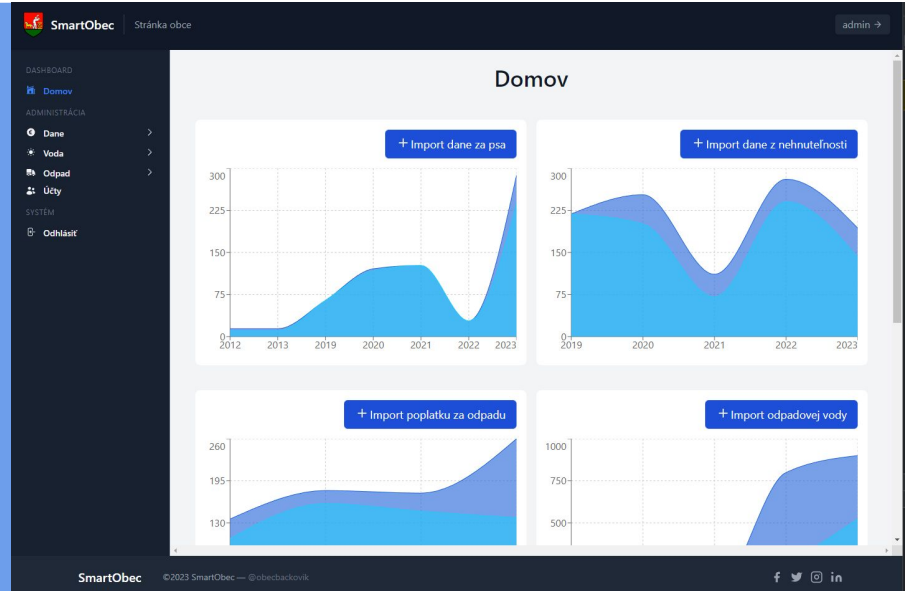 SmartObec Stránka obce admin →
DASHBOARD
Domov
ADMINISTRÁCIA
Dane
Voda
Odpad
Účty
SYSTÉM
Odhlásiť
Domov
+ Import dane za psa
300
225
150
75
0
2012 2013 2019 2020 2021 2022 2023
+ Import dane z nehnuteľnosti
300
225
150
75
0
2019 2020 2021 2022 2023
+ Import poplatku za odpadu
260
195
130
+ Import odpadovej vody
1000
750
500
SmartObec ©2023 SmartObec — @obecbackovik